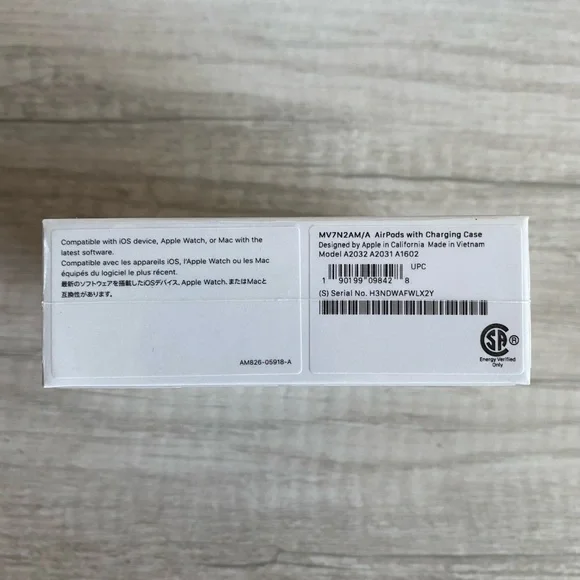 Compatible with iOS device, Apple Watch, or Mac with the
latest software.
Compatible avec les appareils iOS, l'Apple Watch ou les Mac
équipés du logiciel le plus récent.
最新のソフトウェアを搭載したiOSデバイス、Apple Watch、またはMacと
互換性があります。
AM826-05918-A
MV7N2AM/A AirPods with Charging Case
Designed by Apple in California Made in Vietnam
Model A2032 A2031 A1602
UPC
1 90199 09842 8
(S) Serial No. H3NDWAFWLX2Y
SA ®
Energy Verified
Only